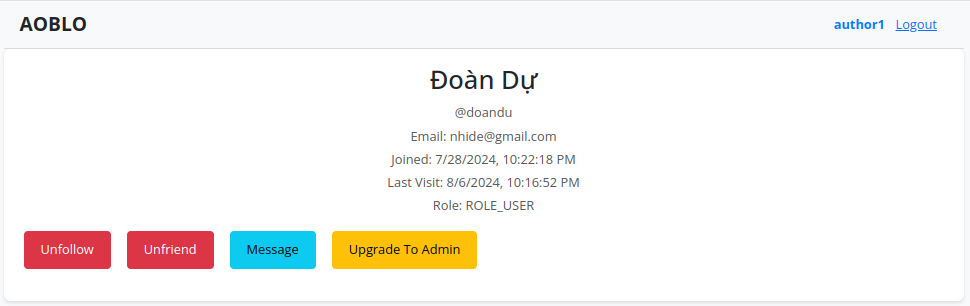 AOBLO author1 Logout
Đoàn Dự
@doandu
Email: nhide@gmail.com
Joined: 7/28/2024, 10:22:18 PM
Last Visit: 8/6/2024, 10:16:52 PM
Role: ROLE_USER
Unfollow Unfriend Message Upgrade To Admin